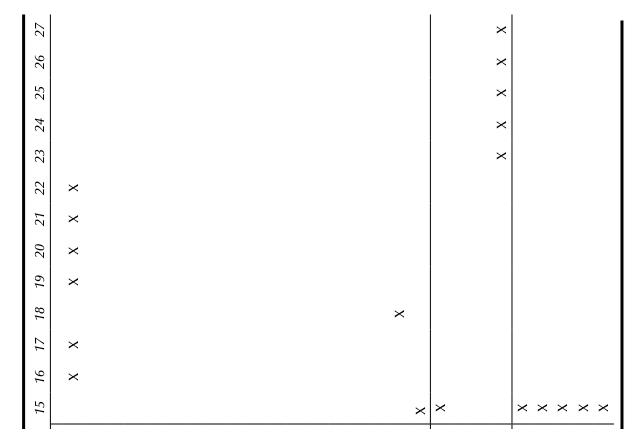 27 X
26 X
25 X
24 X
23 X
22 X
21 X
20 X
19 X
18 X
17 X
16 X
15 X X X X X X X